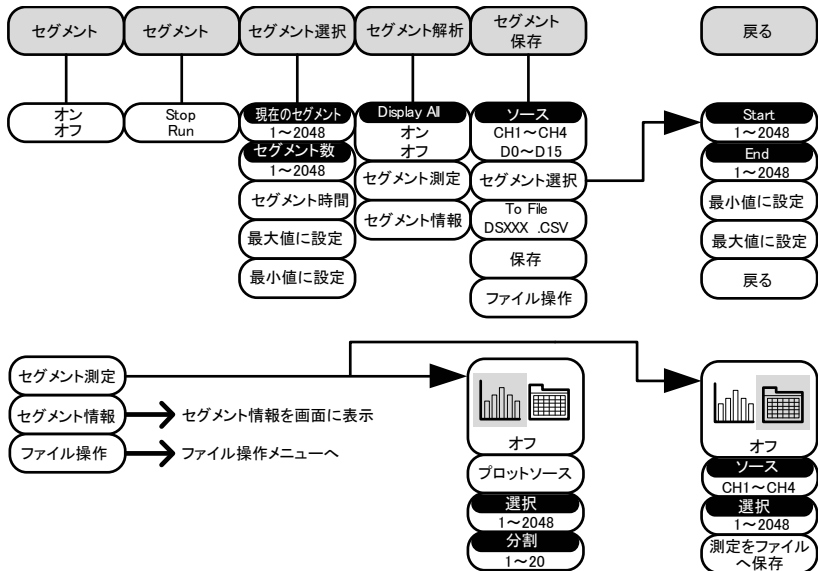 セグメント
セグメント
セグメント選択
セグメント解析
セグメント
保存
戻る
オン
オフ
Stop
Run
現在のセグメント
1～2048
セグメント数
1～2048
セグメント時間
最大値に設定
最小値に設定
Display All
オン
オフ
セグメント測定
セグメント情報
ソース
CH1～CH4
D0～D15
セグメント選択
To File
DSXXX .CSV
保存
ファイル操作
Start
1～2048
End
1～2048
最小値に設定
最大値に設定
戻る
セグメント測定
セグメント情報
セグメント情報を画面に表示
ファイル操作
ファイル操作メニューへ
オフ
プロットソース
選択
1～2048
分割
1～20
オフ
ソース
CH1～CH4
選択
1～2048
測定をファイル
へ保存